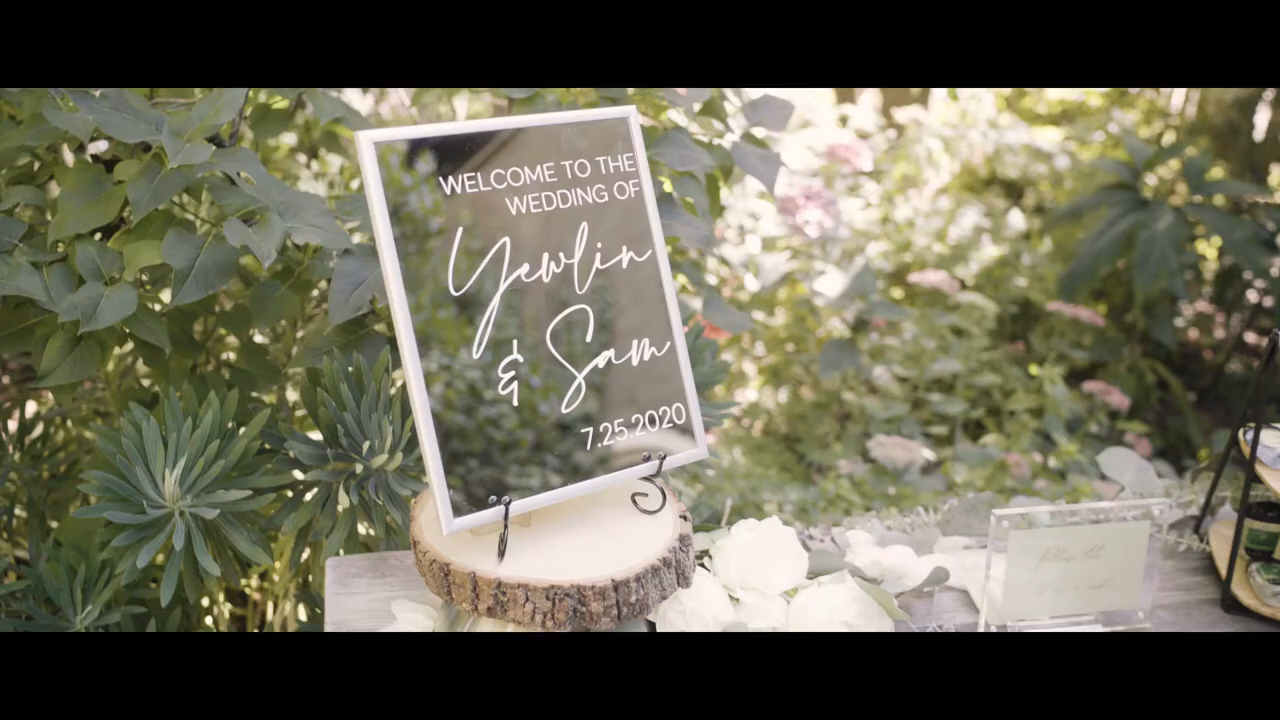 WELCOME TO THE
WEDDING OF
Yewlin
& Sam
7.25.2020